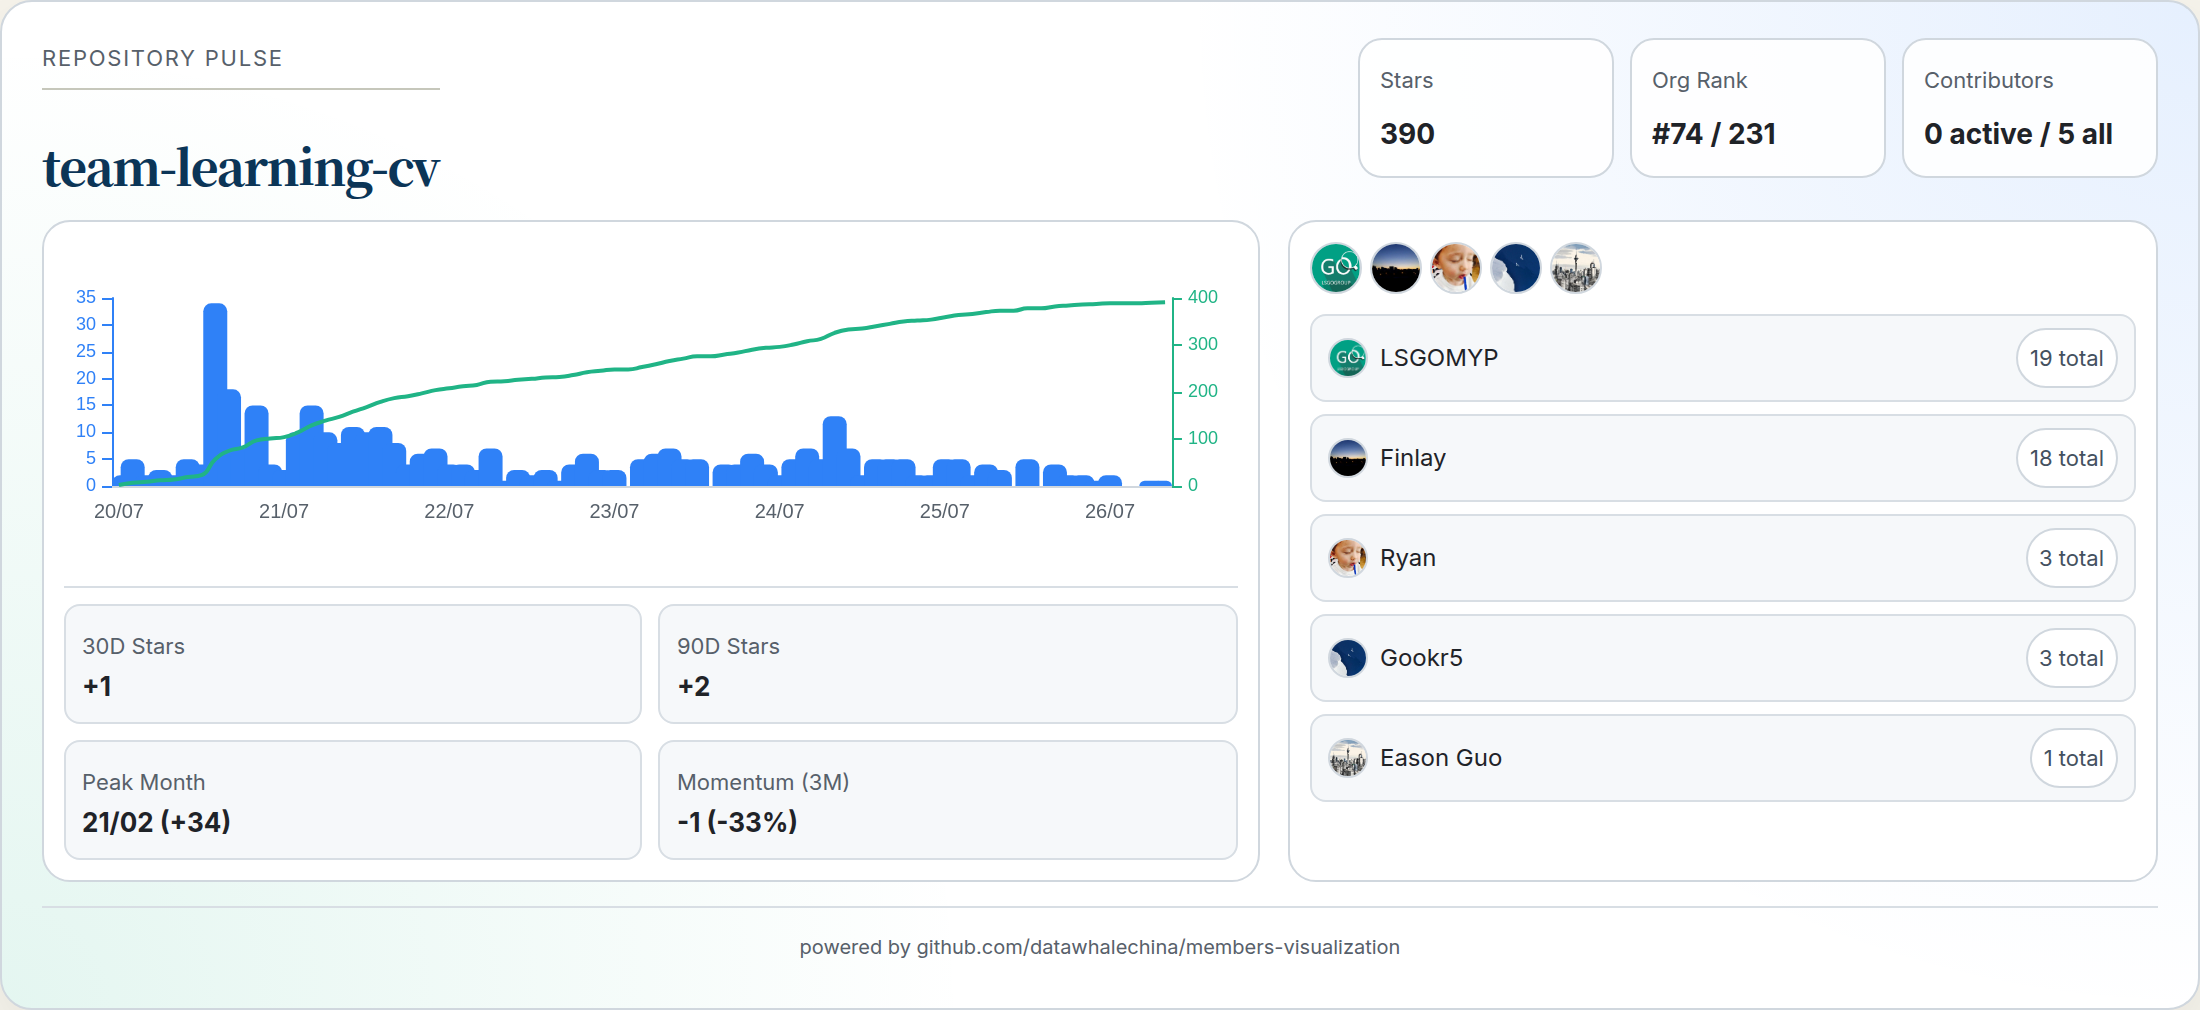 REPOSITORY PULSE
team-learning-cv
Stars
390
Org Rank
#74 / 231
Contributors
0 active / 5 all
35
30
25
20
15
10
5
0
400
300
200
100
0
20/07
21/07
22/07
23/07
24/07
25/07
26/07
30D Stars
+1
90D Stars
+2
Peak Month
21/02 (+34)
Momentum (3M)
-1 (-33%)
GO
LSGOGROUP
GO
LSGOMYP
19 total
Finlay
18 total
Ryan
3 total
Gookr5
3 total
Eason Guo
1 total
powered by github.com/datawhalechina/members-visualization